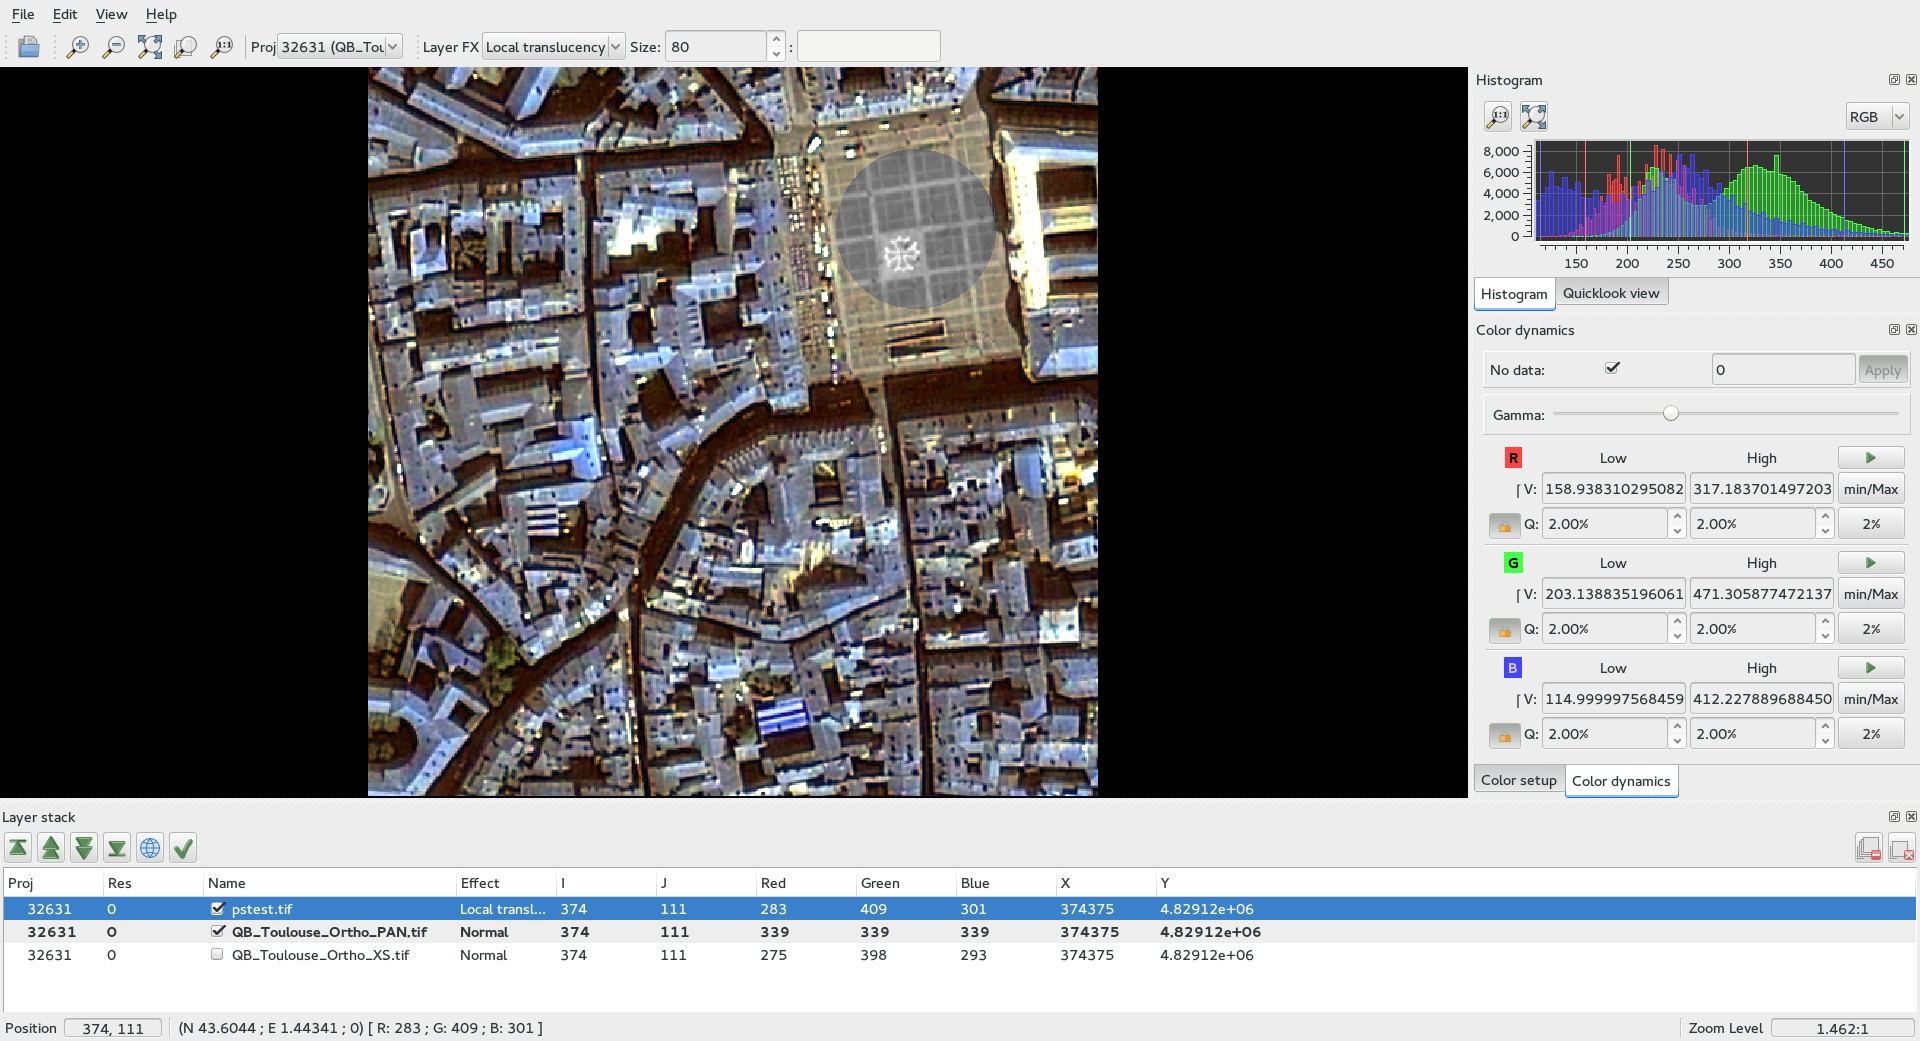 File Edit View Help
Proj 32631 (QB_Tou Layer FX Local translucency Size: 80 :
Histogram
1:1 RGB
8,000
6,000
4,000
2,000
0
150 200 250 300 350 400 450
Histogram Quicklook view
Color dynamics
No data: 0 Apply
Gamma:
R Low High
V: 158.938310295082 317.183701497203 min/Max
Q: 2.00% 2.00% 2%
G Low High
V: 203.138835196061 471.305877472137 min/Max
Q: 2.00% 2.00% 2%
B Low High
V: 114.999997568459 412.227889688450 min/Max
Q: 2.00% 2.00% 2%
Color setup Color dynamics
Layer stack
Proj Res Name Effect I J Red Green Blue X Y
32631 0 pstest.tif Local transl... 374 111 283 409 301 374375 4.82912e+06
32631 0 QB_Toulouse_Ortho_PAN.tif Normal 374 111 339 339 339 374375 4.82912e+06
32631 0 QB_Toulouse_Ortho_XS.tif Normal 374 111 275 398 293 374375 4.82912e+06
Position 374, 111 (N 43.6044 ; E 1.44341 ; 0) [ R: 283 ; G: 409 ; B: 301 ] Zoom Level 1.462:1